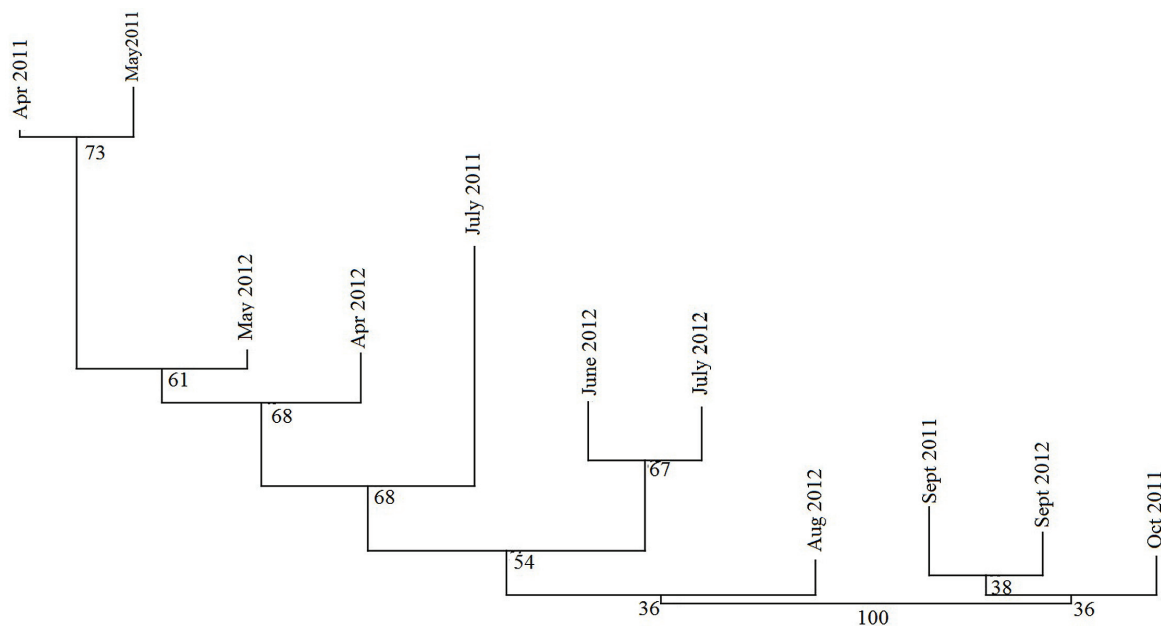 Apr 2011
May2011
73
July 2011
May 2012
Apr 2012
61
68
June 2012
July 2012
67
68
Sept 2011
Sept 2012
Aug 2012
Oct 2011
54
38
36
100
36